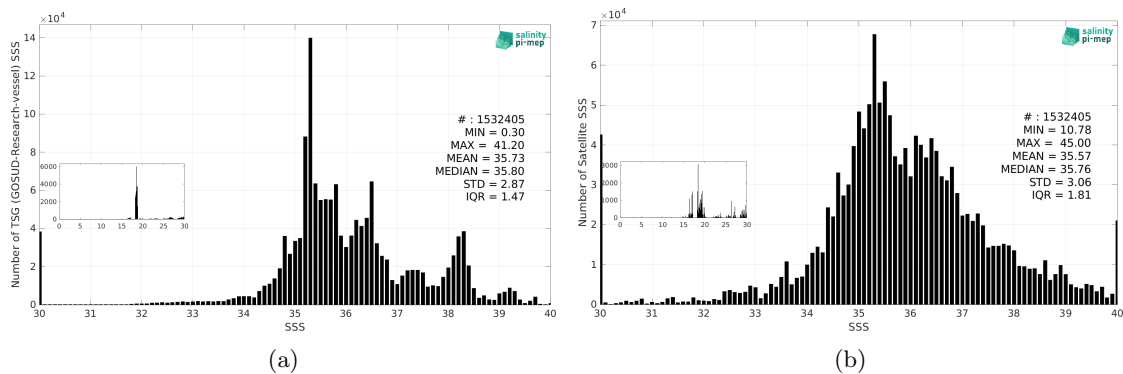 ×10⁴
14
12
10
8
6
4
2
0
30 31 32 33 34 35 36 37 38 39 40
SSS
Number of TSG (GOSUD-Research-vessel) SSS
salinity
pi-mep
# : 1532405
MIN = 0.30
MAX = 41.20
MEAN = 35.73
MEDIAN = 35.80
STD = 2.87
IQR = 1.47
6000
4000
2000
0
0 5 10 15 20 25 30
(a)
×10⁴
7
6
5
4
3
2
1
0
30 31 32 33 34 35 36 37 38 39 40
SSS
Number of Satellite SSS
salinity
pi-mep
# : 1532405
MIN = 10.78
MAX = 45.00
MEAN = 35.57
MEDIAN = 35.76
STD = 3.06
IQR = 1.81
3000
2000
1000
0
0 5 10 15 20 25 30
(b)